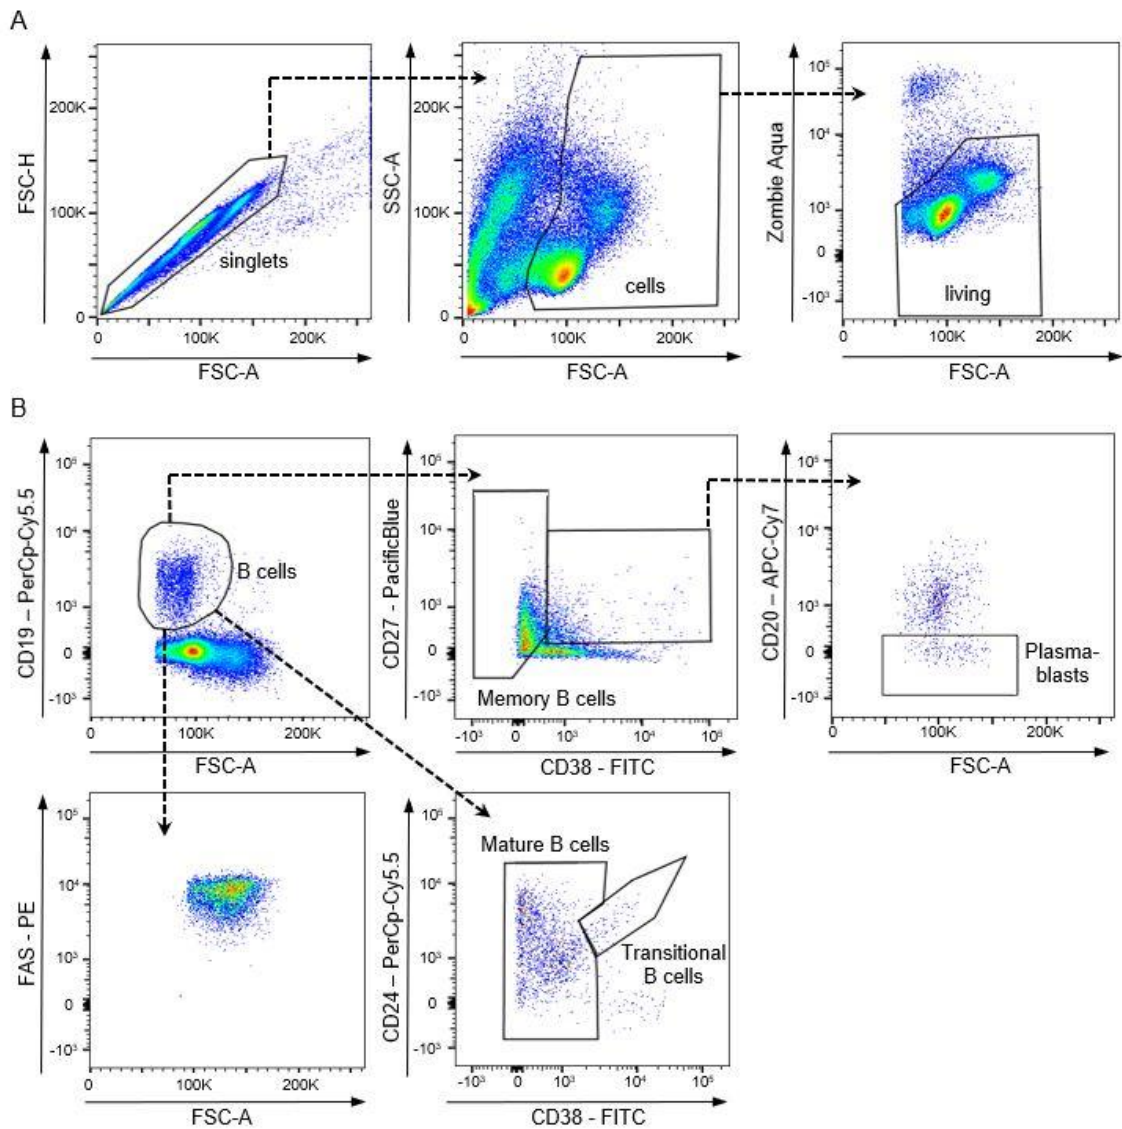 A
FSC-H
200K
100K
0
singlets
0
100K
200K
FSC-A
SSC-A
200K
100K
0
cells
0
100K
200K
FSC-A
Zombie Aqua
10⁵
10⁴
10³
0
-10³
living
0
100K
200K
FSC-A
B
CD19 – PerCp-Cy5.5
10⁵
10⁴
10³
0
-10³
B cells
0
100K
200K
FSC-A
CD27 - PacificBlue
10⁵
10⁴
10³
0
-10³
Memory B cells
-10³
0
10³
10⁴
10⁵
CD38 - FITC
CD20 – APC-Cy7
10⁵
10⁴
10³
0
-10³
Plasma-
blasts
0
100K
200K
FSC-A
FAS - PE
10⁵
10⁴
10³
0
-10³
0
100K
200K
FSC-A
CD24 – PerCp-Cy5.5
10⁵
10⁴
10³
0
-10³
Mature B cells
Transitional
B cells
-10³
0
10³
10⁴
10⁵
CD38 - FITC